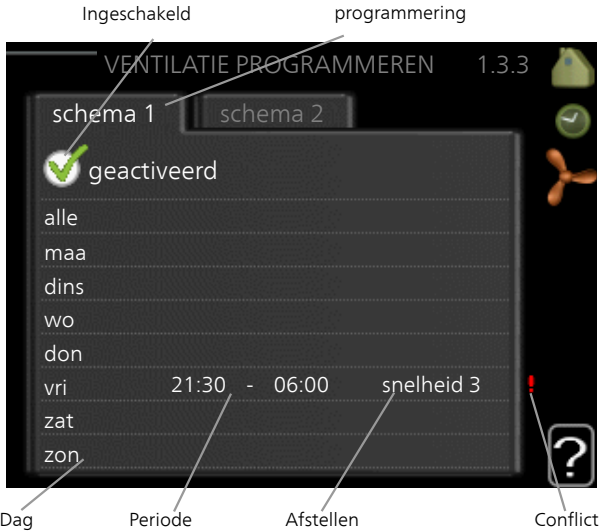 Ingeschakeld programmering
VENTILATIE PROGRAMMEREN 1.3.3
schema 1 schema 2
geactiveerd
alle
maa
dins
wo
don
vri 21:30 - 06:00 snelheid 3 !
zat
zon
?
Dag Periode Afstellen Conflict